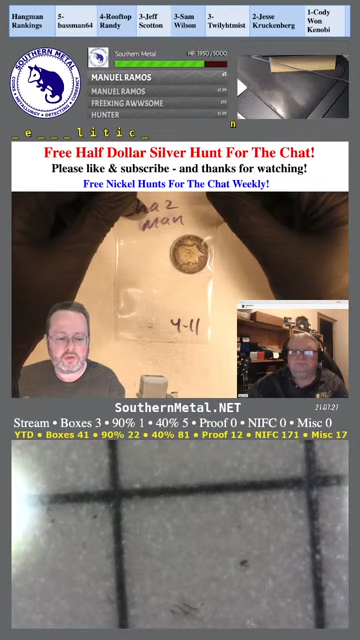 Hangman Rankings
5-bassman64
4-Rooftop Randy
3-Jeff Scotton
3-Sam Wilson
3-Twilyhtmist
2-Jesse Kruckenberg
1-Cody Won Kenobi
SOUTHERN METAL
Southern Metal
HP: 3950/5000
MANUEL RAMOS
MANUEL RAMOS
FREEKING AWWSOME
HUNTER
_ e _ _ _ l i t i c _
n
Free Half Dollar Silver Hunt For The Chat!
Please like & subscribe - and thanks for watching!
Free Nickel Hunts For The Chat Weekly!
man
4-11
SouthernMetal.NET
Stream • Boxes 3 • 90% 1 • 40% 5 • Proof 0 • NIFC 0 • Misc 0
YTD • Boxes 41 • 90% 22 • 40% 81 • Proof 12 • NIFC 171 • Misc 17